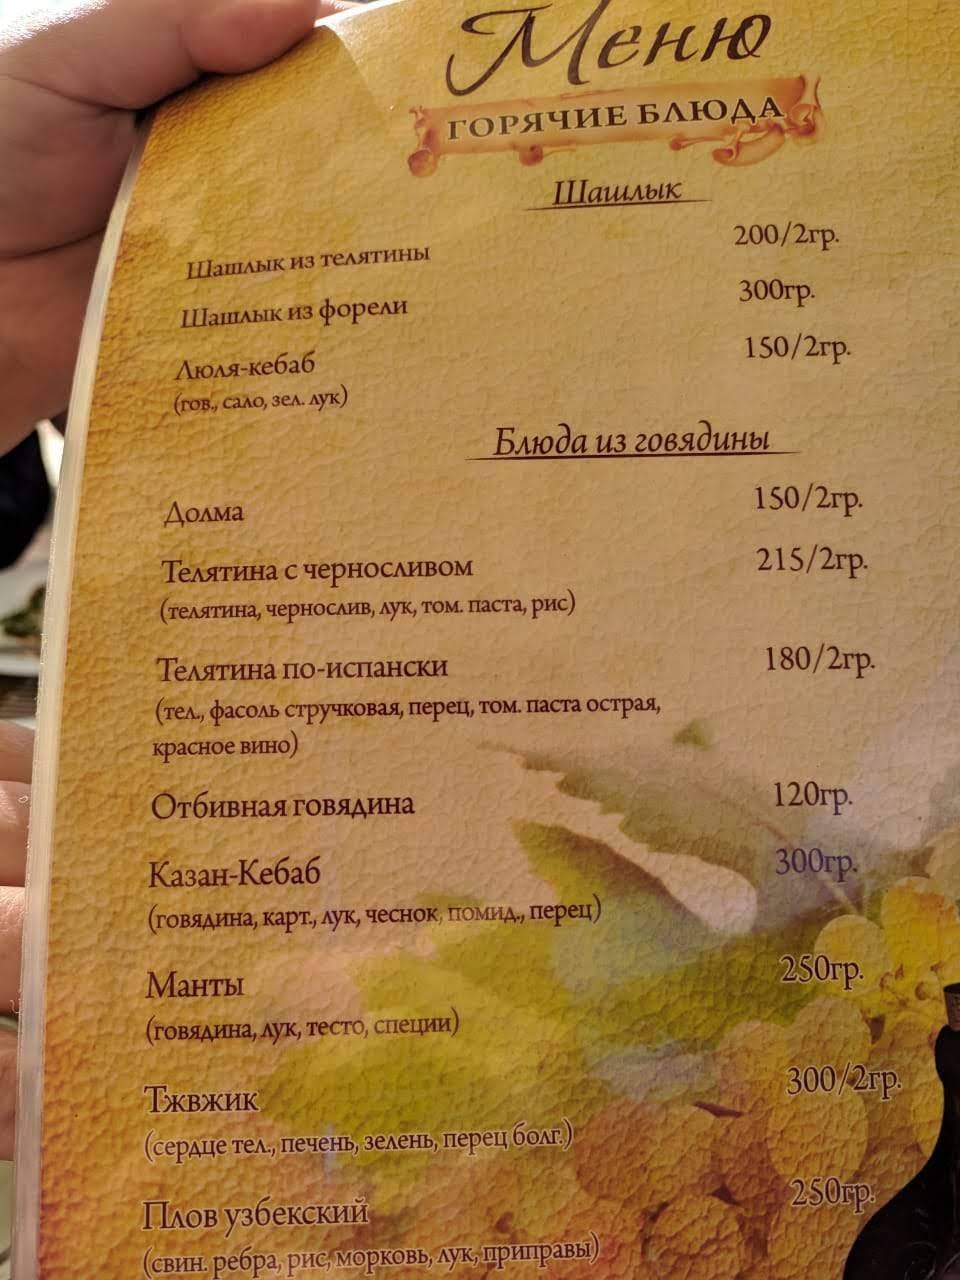 Меню
ГОРЯЧИЕ БЛЮДА
Шашлык
Шашлык из телятины 200/2гр.
Шашлык из форели 300гр.
Люля-кебаб 150/2гр.
(гов., сало, зел. лук)
Блюда из говядины
Долма 150/2гр.
Телятина с черносливом 215/2гр.
(телятина, чернослив, лук, том. паста, рис)
Телятина по-испански 180/2гр.
(тел., фасоль стручковая, перец, том. паста острая,
красное вино)
Отбивная говядина 120гр.
Казан-Кебаб 300гр.
(говядина, карт., лук, чеснок, помид., перец)
Манты 250гр.
(говядина, лук, тесто, специи)
Тжвжик 300/2гр.
(сердце тел., печень, зелень, перец болг.)
Плов узбекский 250гр.
(свин. ребра, рис, морковь, лук, приправы)